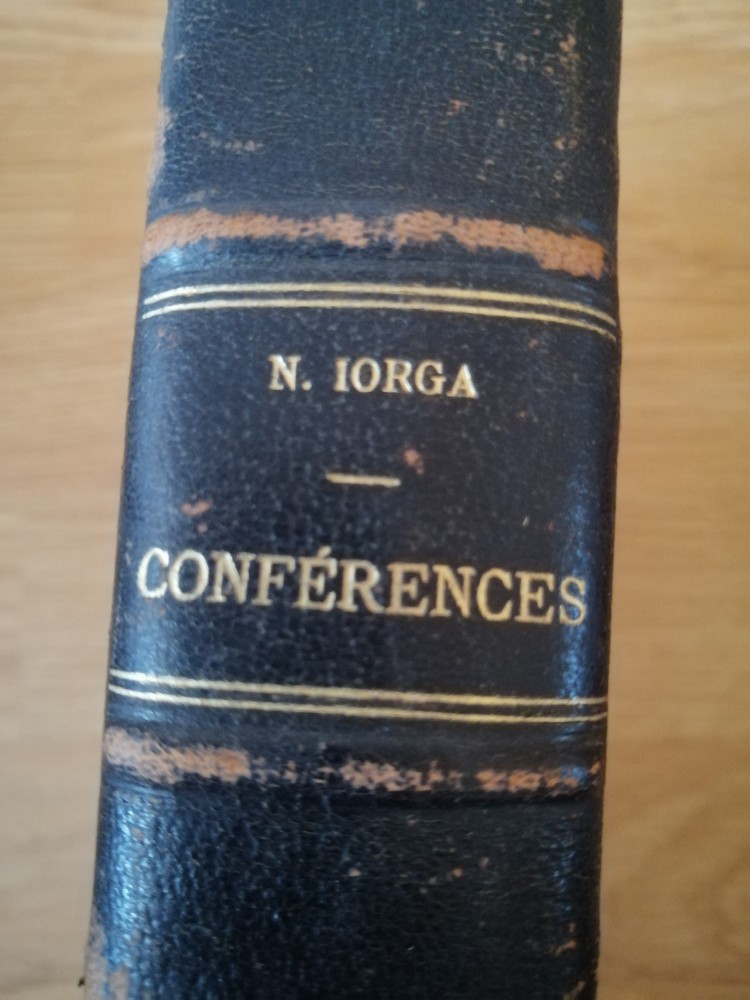 N. IORGA
—
CONFÉRENCES